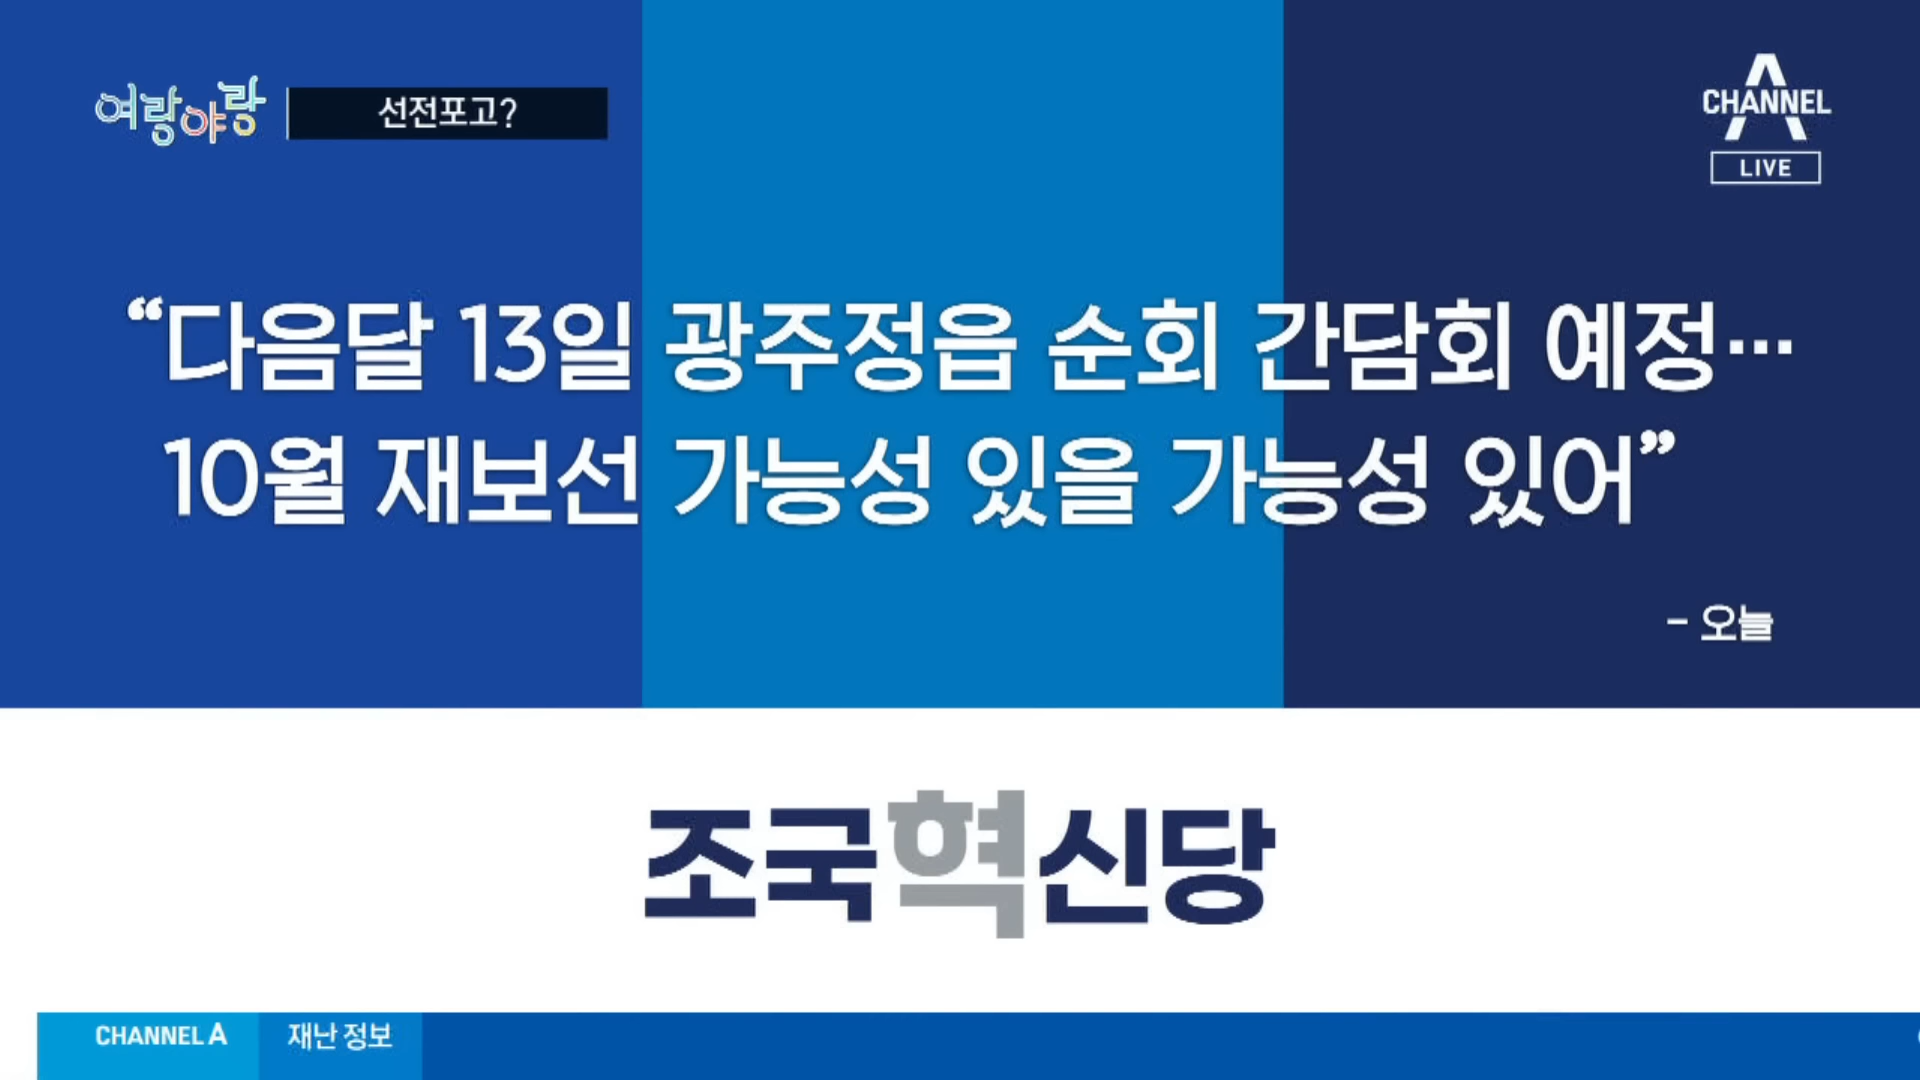 여랑야랑
선전포고?
CHANNEL A
LIVE
“다음달 13일 광주정읍 순회 간담회 예정…
10월 재보선 가능성 있을 가능성 있어”
- 오늘
조국혁신당
CHANNEL A 재난 정보